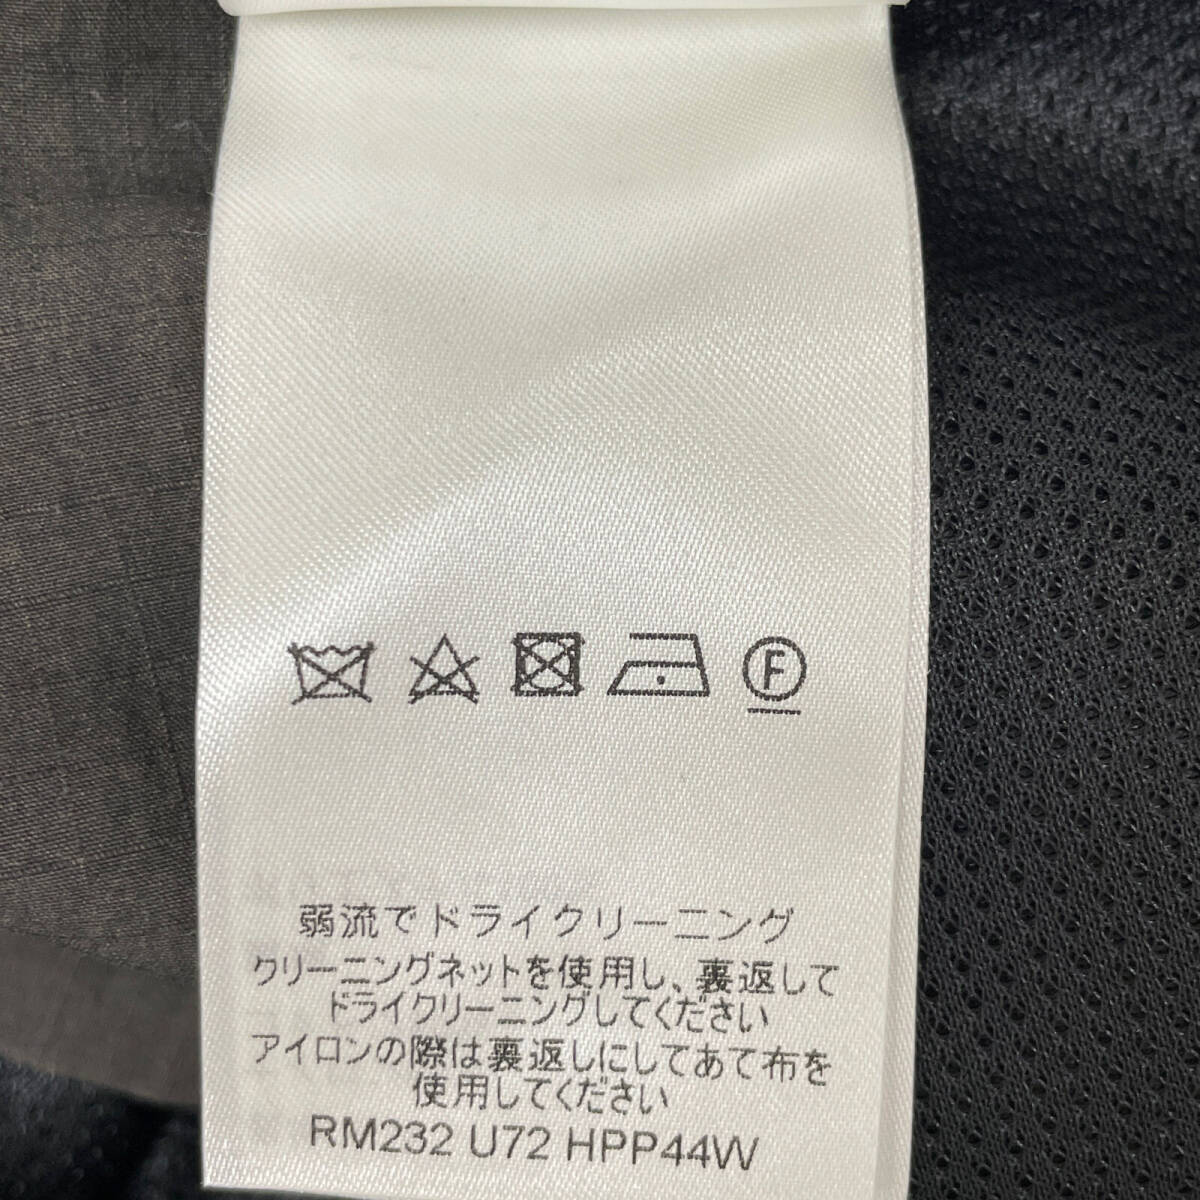 F
弱流でドライクリーニング
クリーニングネットを使用し、裏返して
ドライクリーニングしてください
アイロンの際は裏返しにしてあて布を
使用してください
RM232 U72 HPP44W